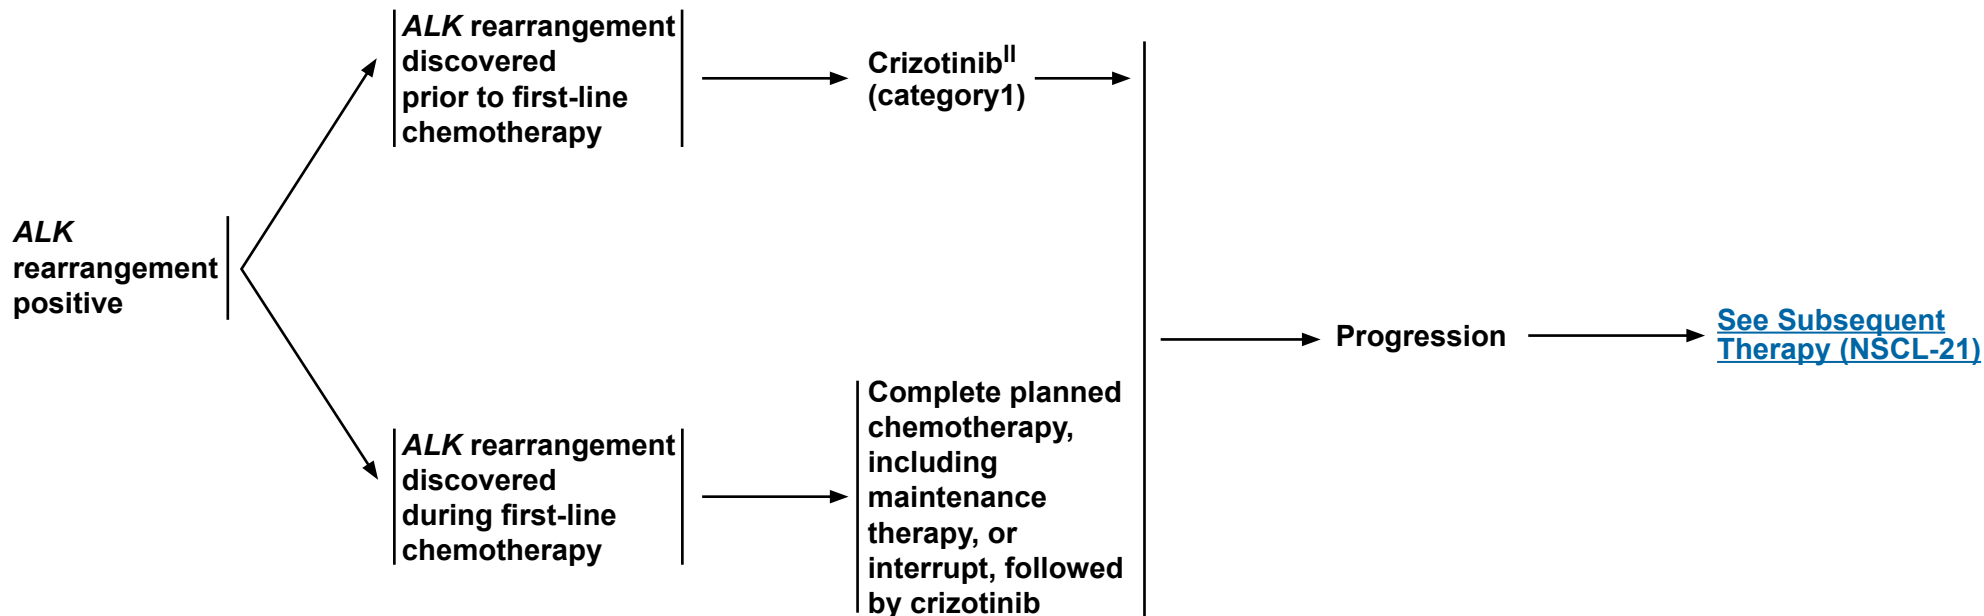 ALK
rearrangement
positive
ALK rearrangement
discovered
prior to first-line
chemotherapy
Crizotinibll
(category1)
ALK rearrangement
discovered
during first-line
chemotherapy
Complete planned
chemotherapy,
including
maintenance
therapy, or
interrupt, followed
by crizotinib
Progression
See Subsequent
Therapy (NSCL-21)